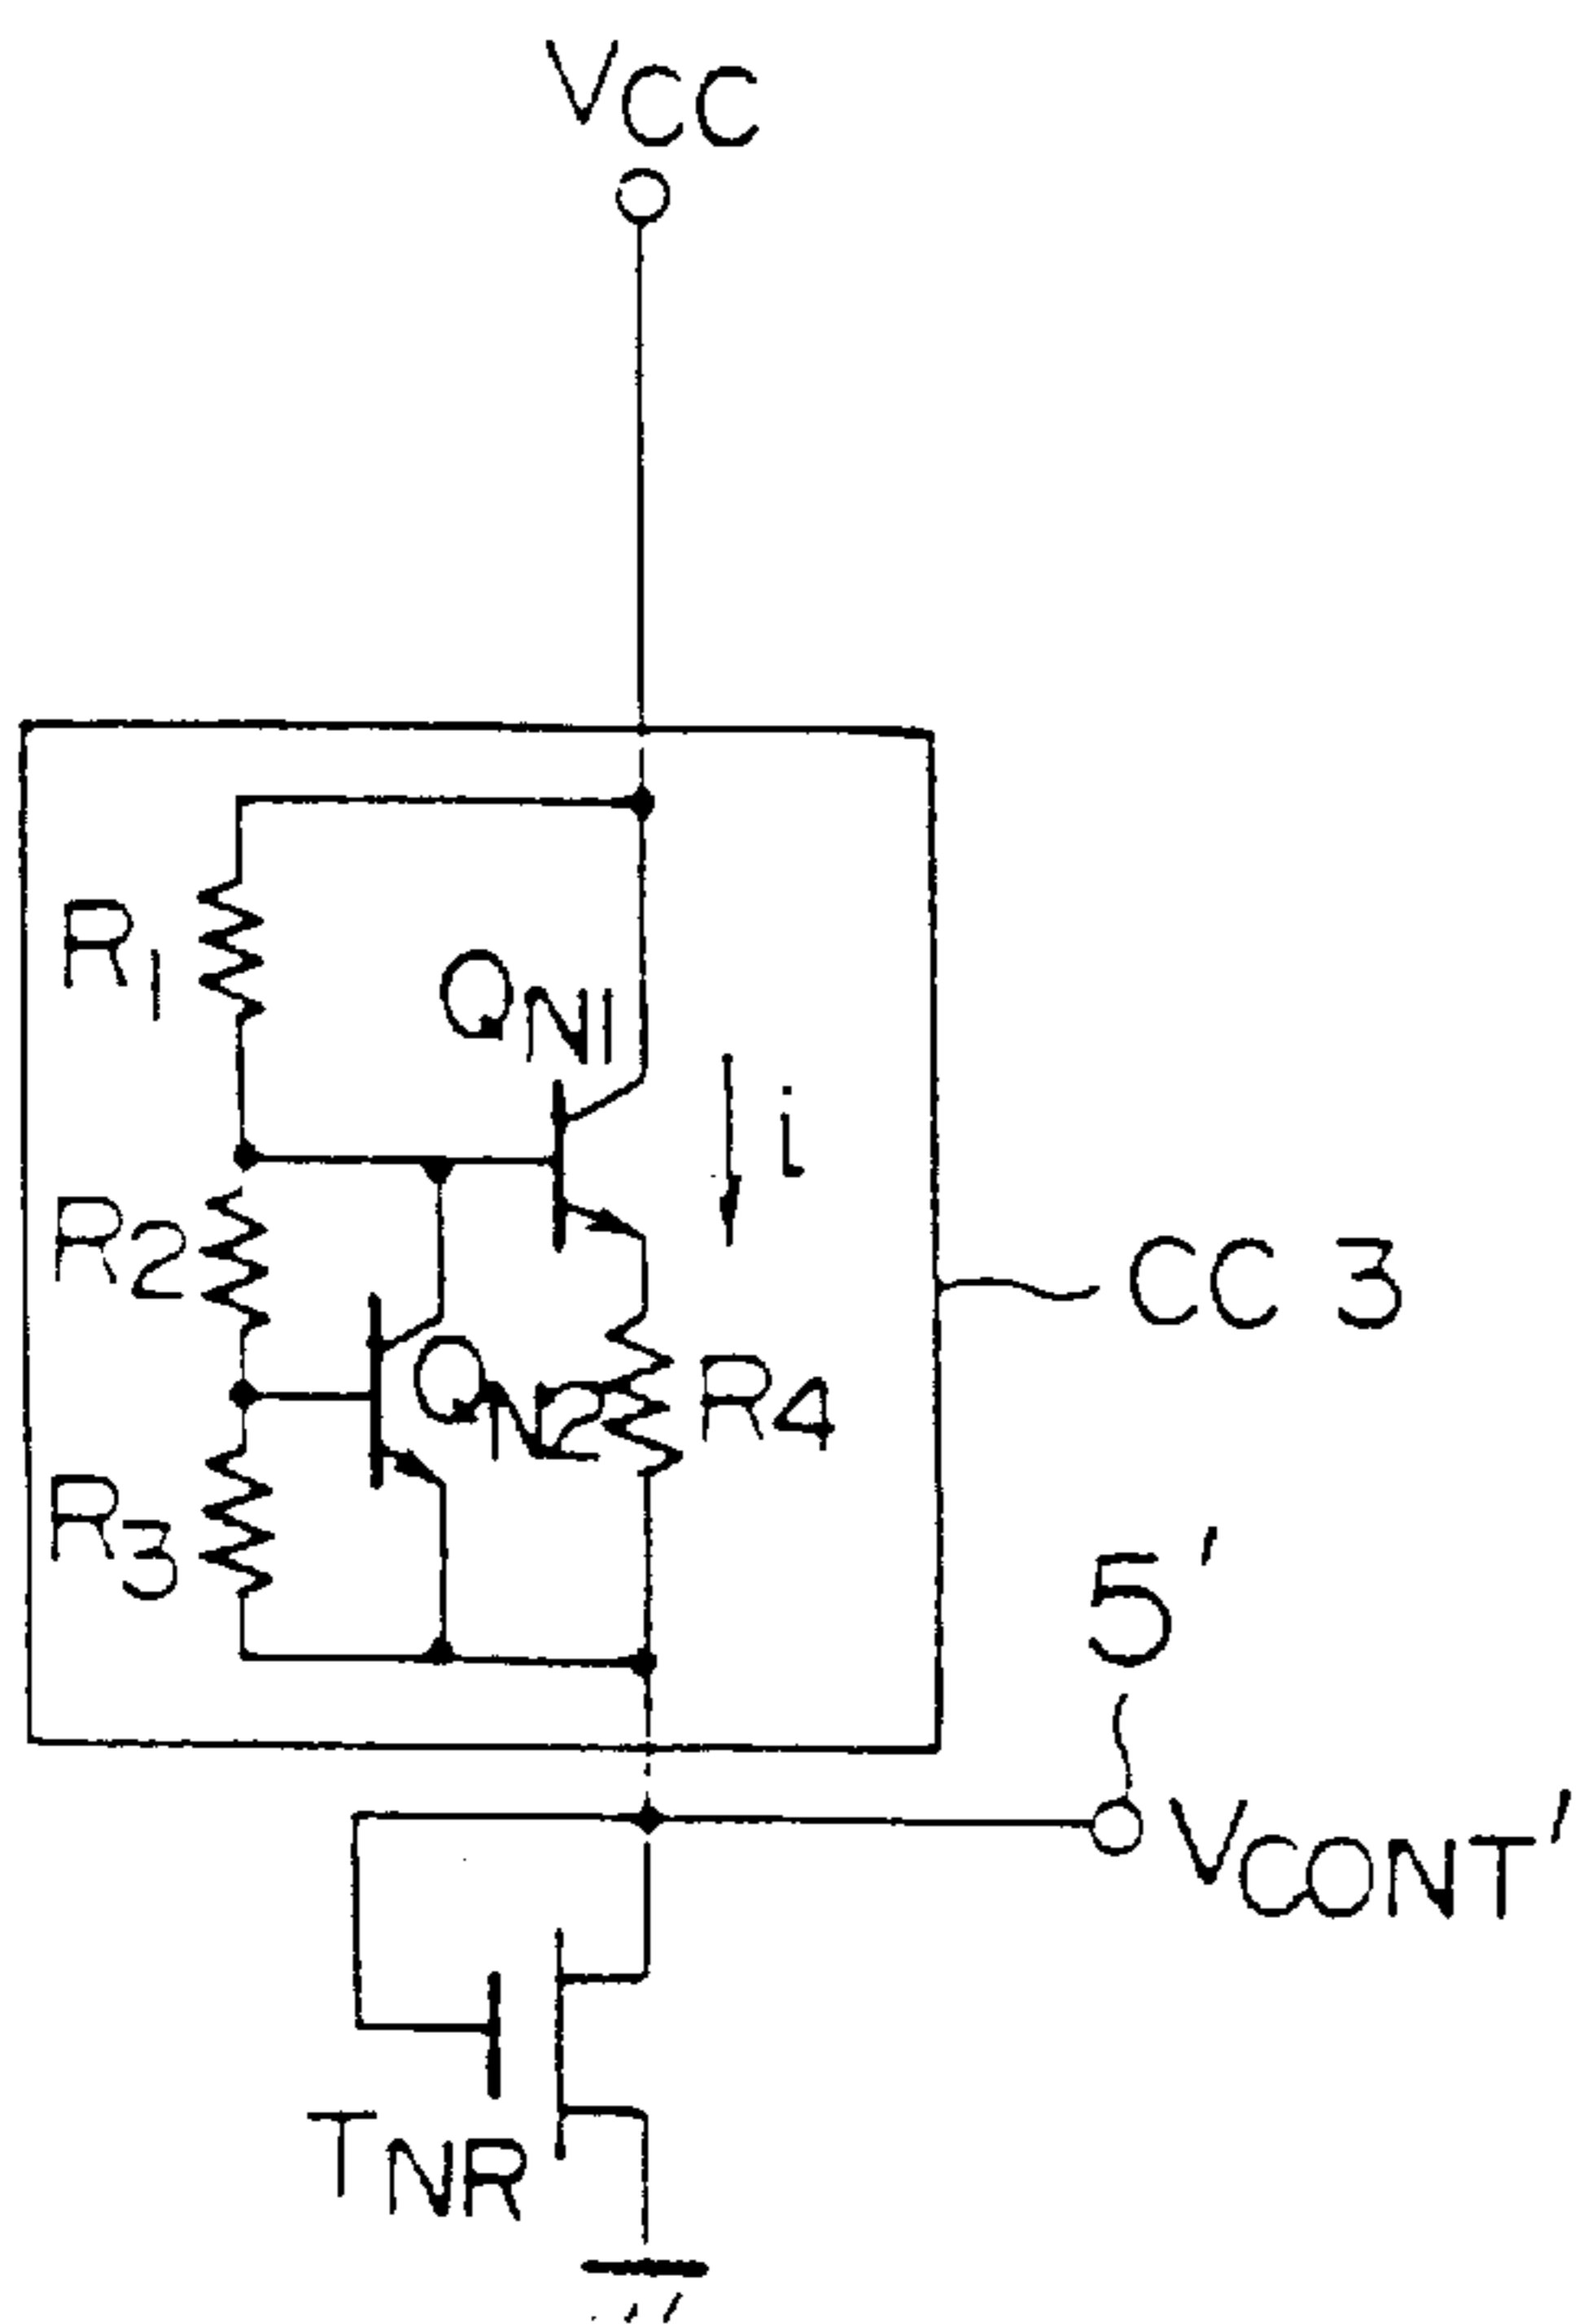 VCC
R1
QN1
i
R2
CC 3
QN2
R4
R3
5'
VCONT'
TNR